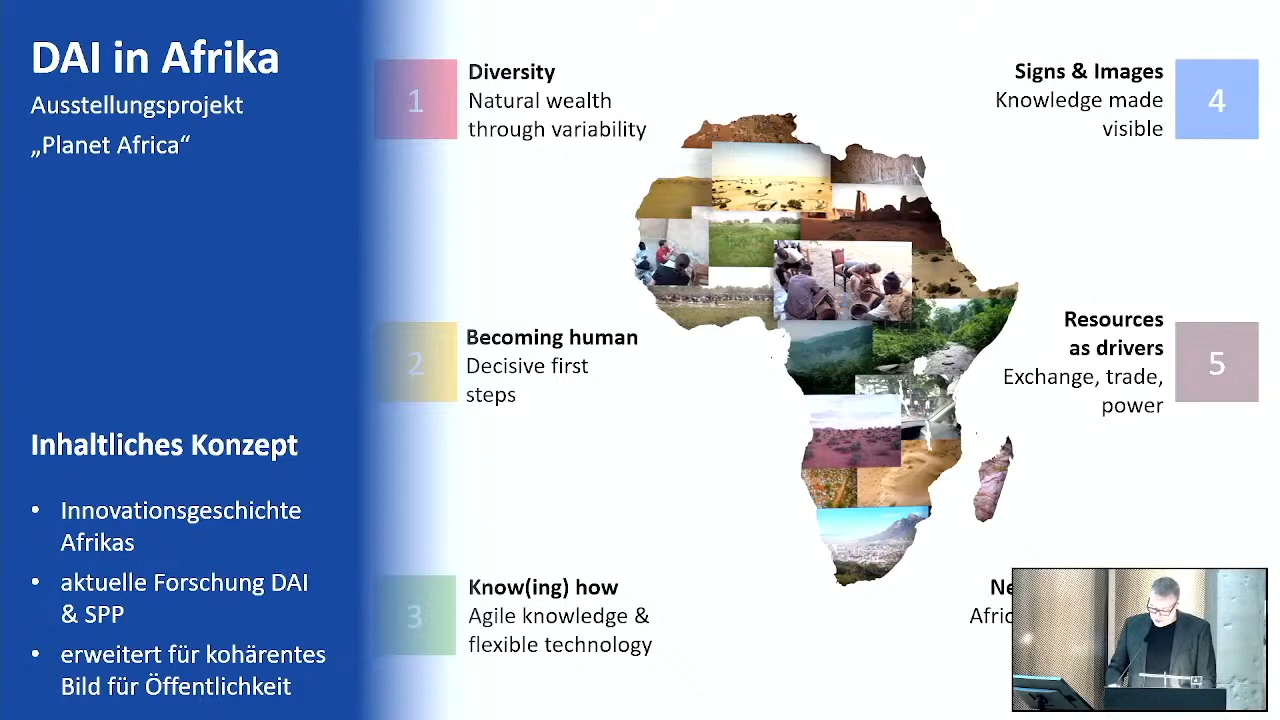 DAI in Afrika
Ausstellungsprojekt
„Planet Africa“
Inhaltliches Konzept
• Innovationsgeschichte
Afrikas
• aktuelle Forschung DAI
& SPP
• erweitert für kohärentes
Bild für Öffentlichkeit
1
Diversity
Natural wealth
through variability
2
Becoming human
Decisive first
steps
3
Know(ing) how
Agile knowledge &
flexible technology
Signs & Images
Knowledge made
visible
4
Resources
as drivers
Exchange, trade,
power
5